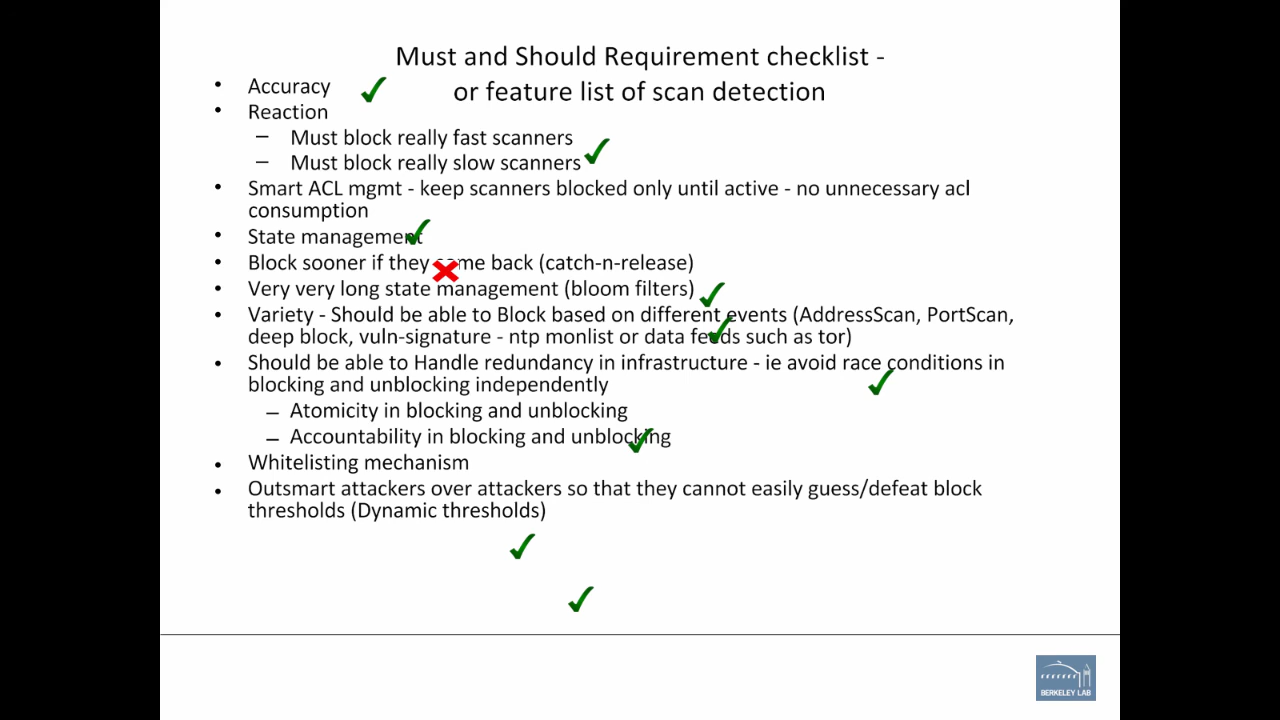 Must and Should Requirement checklist -
or feature list of scan detection
• Accuracy
• Reaction
– Must block really fast scanners
– Must block really slow scanners
• Smart ACL mgmt - keep scanners blocked only until active - no unnecessary acl
consumption
• State management
• Block sooner if they come back (catch-n-release)
• Very very long state management (bloom filters)
• Variety - Should be able to Block based on different events (AddressScan, PortScan,
deep block, vuln-signature - ntp monlist or data feeds such as tor)
• Should be able to Handle redundancy in infrastructure - ie avoid race conditions in
blocking and unblocking independently
– Atomicity in blocking and unblocking
– Accountability in blocking and unblocking
• Whitelisting mechanism
• Outsmart attackers over attackers so that they cannot easily guess/defeat block
thresholds (Dynamic thresholds)
BERKELEY LAB